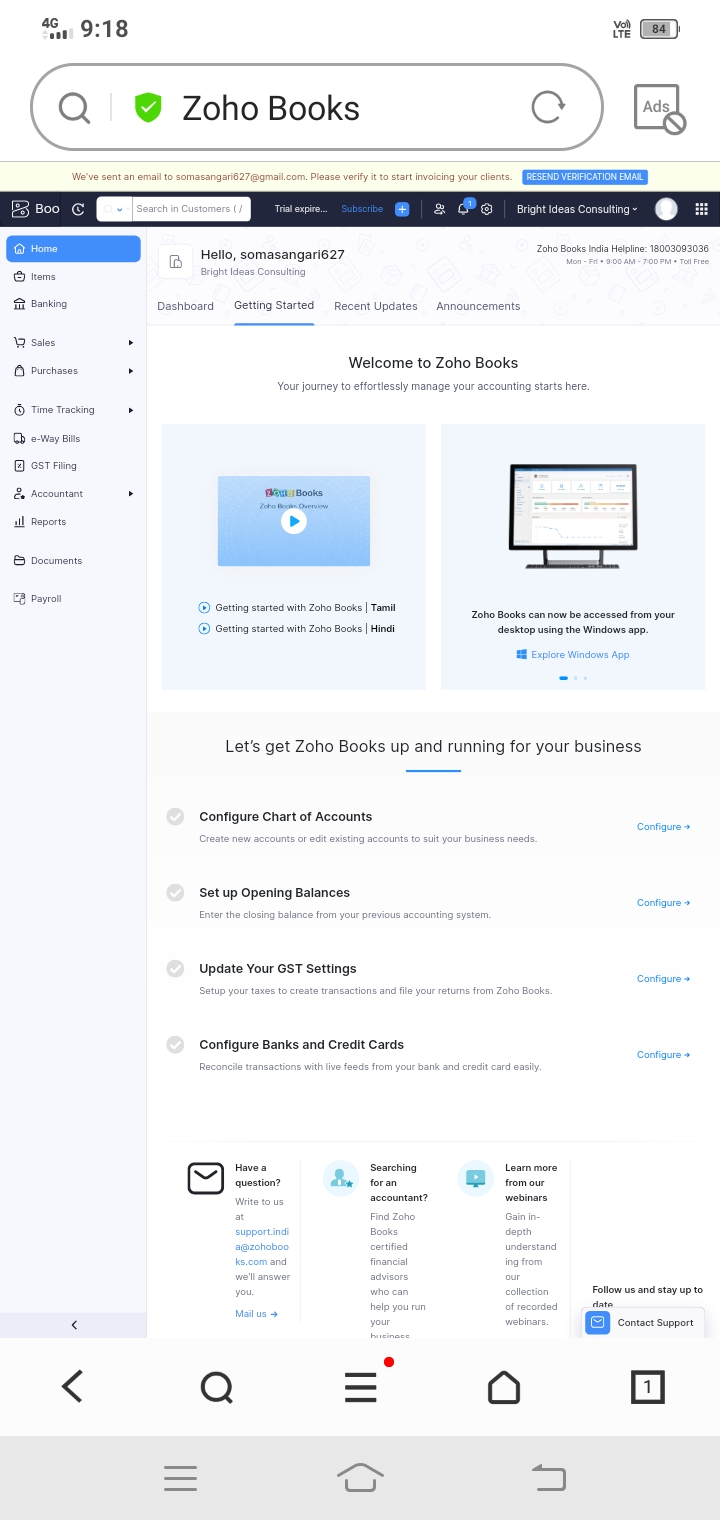 4G 9:18 Vo) LTE 84
Zoho Books Ads
We've sent an email to somasangari627@gmail.com. Please verify it to start invoicing your clients. RESEND VERIFICATION EMAIL
Boo Search in Customers ( / Trial expire... Subscribe 1 Bright Ideas Consulting
Home
Items
Banking
Sales
Purchases
Time Tracking
e-Way Bills
GST Filing
Accountant
Reports
Documents
Payroll
Hello, somasangari627
Bright Ideas Consulting
Zoho Books India Helpline: 18003093036
Mon - Fri • 9:00 AM - 7:00 PM • Toll Free
Dashboard Getting Started Recent Updates Announcements
Welcome to Zoho Books
Your journey to effortlessly manage your accounting starts here.
ZOHO Books
Zoho Books Overview
Getting started with Zoho Books | Tamil
Getting started with Zoho Books | Hindi
Zoho Books can now be accessed from your
desktop using the Windows app.
Explore Windows App
Let's get Zoho Books up and running for your business
Configure Chart of Accounts
Create new accounts or edit existing accounts to suit your business needs.
Configure →
Set up Opening Balances
Enter the closing balance from your previous accounting system.
Configure →
Update Your GST Settings
Setup your taxes to create transactions and file your returns from Zoho Books.
Configure →
Configure Banks and Credit Cards
Reconcile transactions with live feeds from your bank and credit card easily.
Configure →
Have a
question?
Write to us
at
support.indi
a@zohoboo
ks.com and
we'll answer
you.
Mail us →
Searching
for an
accountant?
Find Zoho
Books
certified
financial
advisors
who can
help you run
your
business
Learn more
from our
webinars
Gain in-
depth
understand
ing from
our
collection
of recorded
webinars.
Follow us and stay up to
date
Contact Support
1